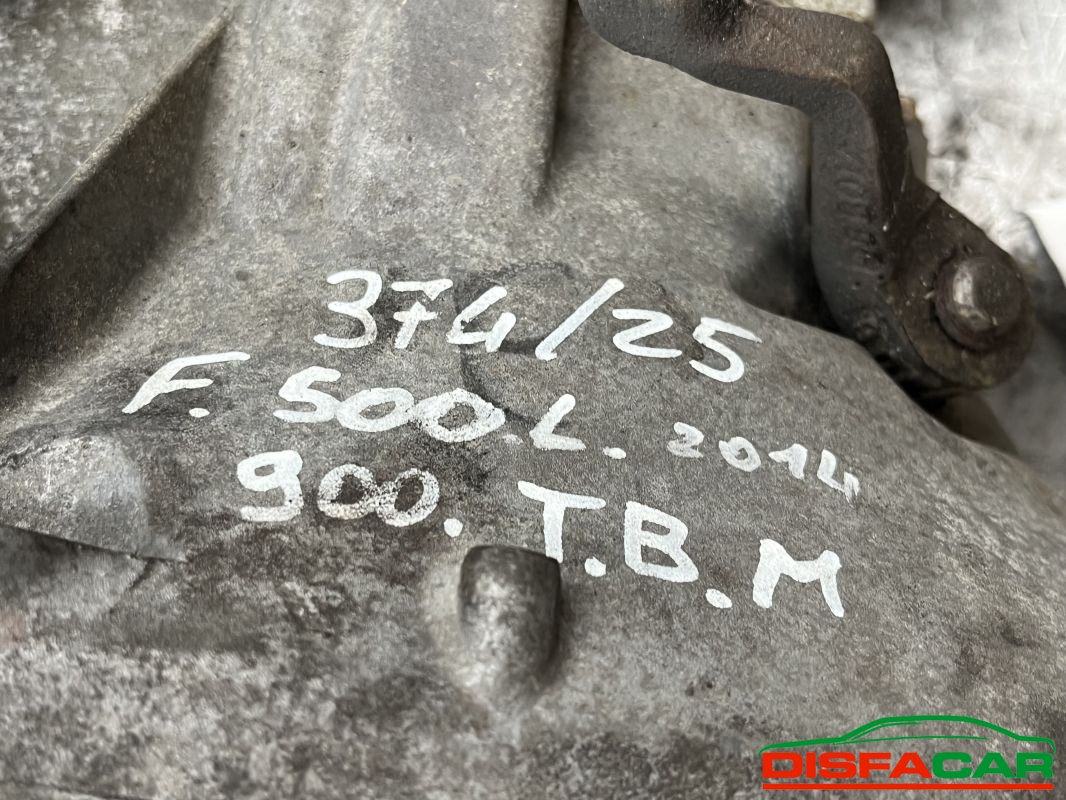 374/25
F. 500.L. 2014
900. T.B.M
DISFACAR